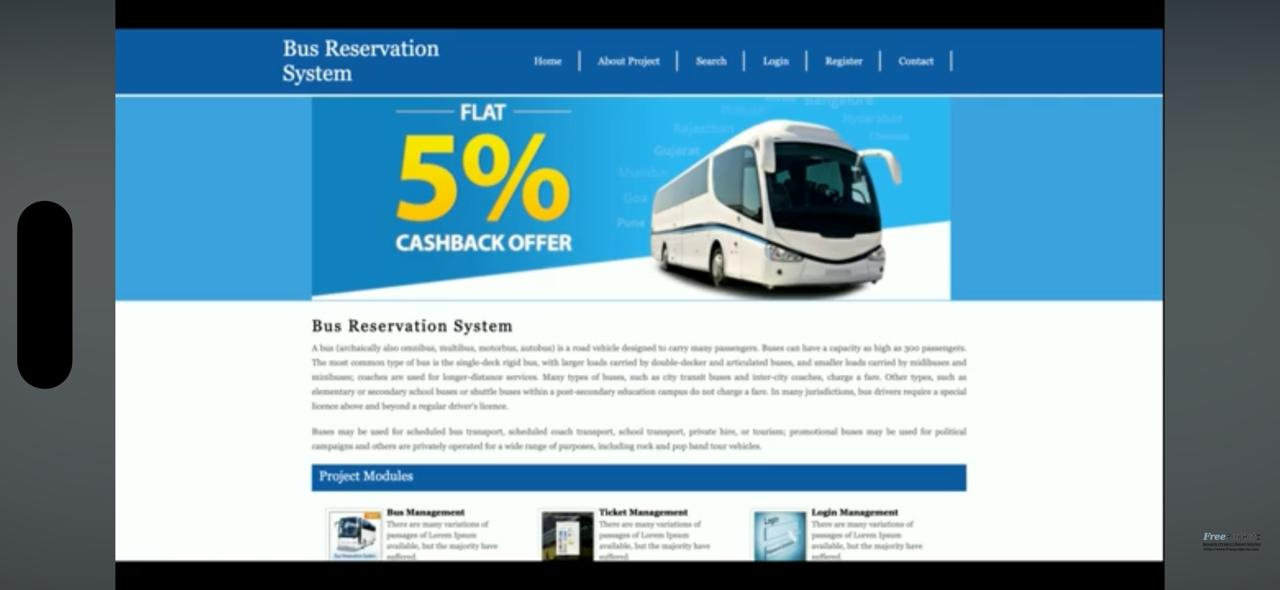 Bus Reservation
System
Home
About Project
Search
Login
Register
Contact
FLAT
5%
CASHBACK OFFER
Bangalore
Hyderabad
Rajasthan
Gujarat
Mumbai
Goa
Pune
Bus Reservation System
A bus (archaically also omnibus, multibus, motorbus, autobus) is a road vehicle designed to carry many passengers. Buses can have a capacity as high as 300 passengers.
The most common type of bus is the single-deck rigid bus, with larger loads carried by double-decker and articulated buses, and smaller loads carried by midibuses and
minibuses; coaches are used for longer-distance services. Many types of buses, such as city transit buses and inter-city coaches, charge a fare. Other types, such as
elementary or secondary school buses or shuttle buses within a post-secondary education campus do not charge a fare. In many jurisdictions, bus drivers require a special
licence above and beyond a regular driver's licence.
Buses may be used for scheduled bus transport, scheduled coach transport, school transport, private hire, or tourism; promotional buses may be used for political
campaigns and others are privately operated for a wide range of purposes, including rock and pop band tour vehicles.
Project Modules
Bus Management
There are many variations of
passages of Lorem Ipsum
available, but the majority have
suffered.
Bus Reservation System
Ticket Management
There are many variations of
passages of Lorem Ipsum
available, but the majority have
suffered.
Login
Login Management
There are many variations of
passages of Lorem Ipsum
available, but the majority have
suffered.
Free